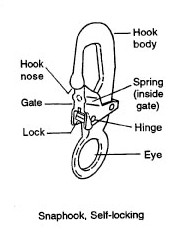 Hook
body
Hook
nose
Spring
(inside
gate)
Gate
Lock
Hinge
Eye
Snaphook, Self-locking